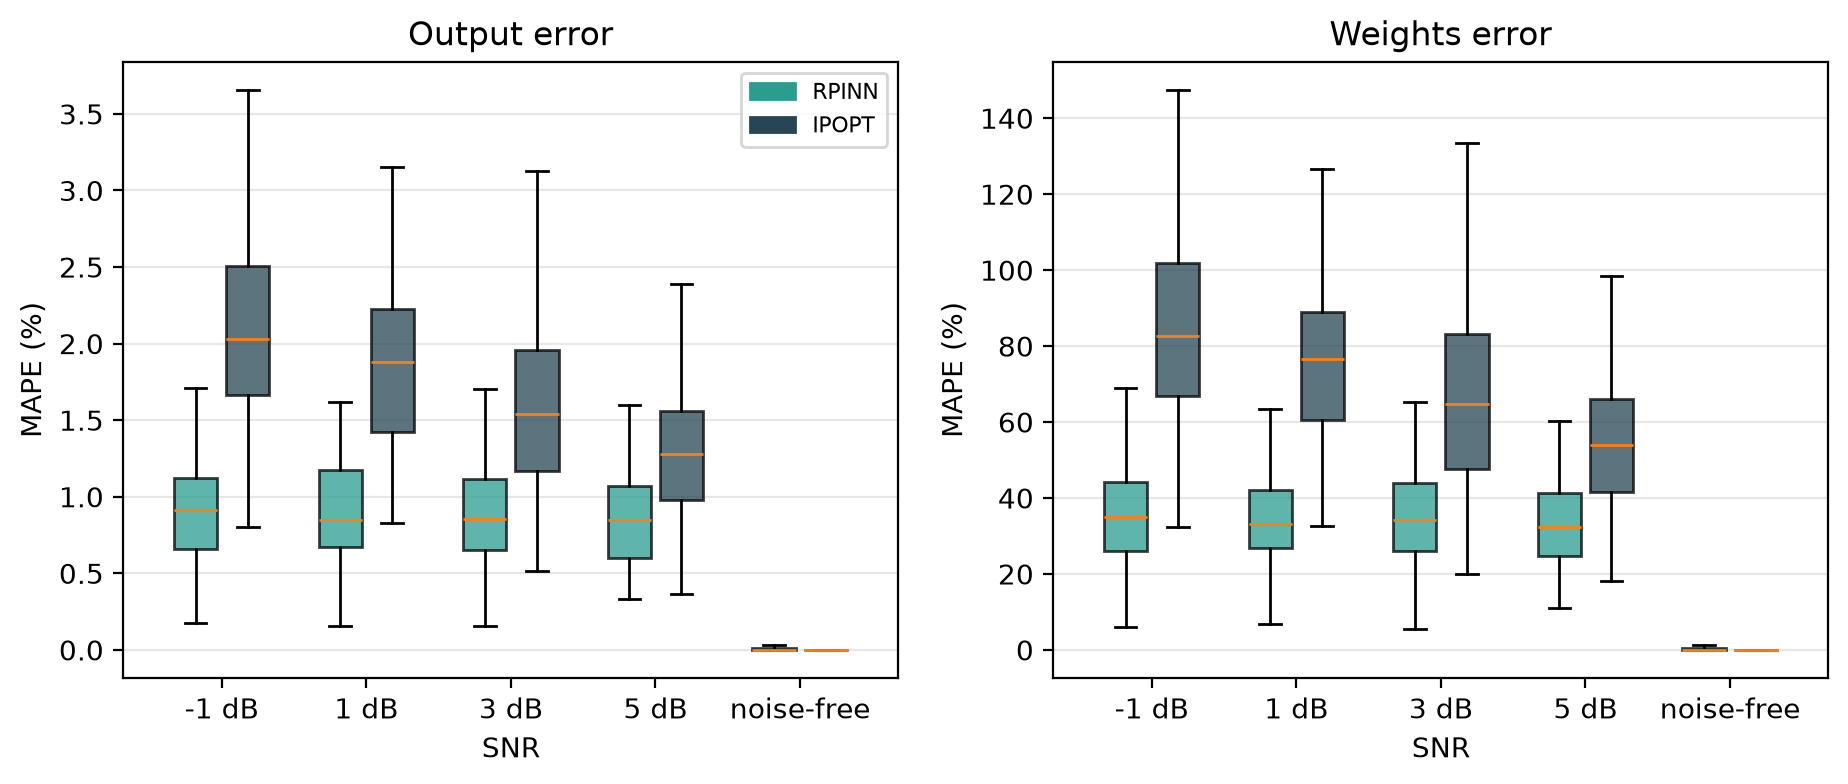 Output error
RPINN
IPOPT
MAPE (%)
3.5
3.0
2.5
2.0
1.5
1.0
0.5
0.0
-1 dB
1 dB
3 dB
5 dB
noise-free
SNR
Weights error
MAPE (%)
140
120
100
80
60
40
20
0
-1 dB
1 dB
3 dB
5 dB
noise-free
SNR